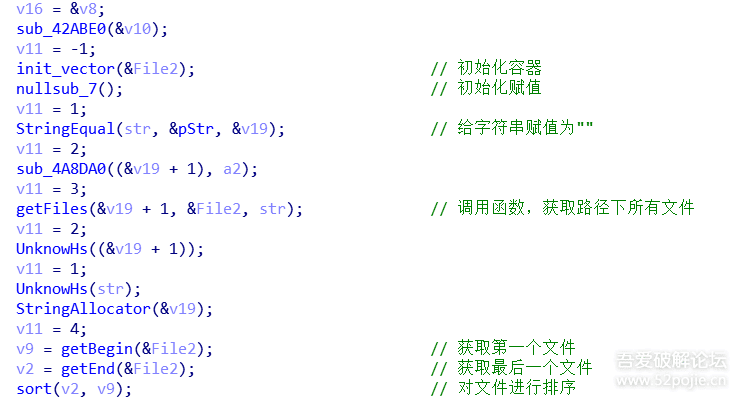 v16 = &v8;
sub_42ABE0(&v10);
v11 = -1;
init_vector(&File2); // 初始化容器
nullsub_7(); // 初始化赋值
v11 = 1;
StringEqual(str, &pStr, &v19); // 给字符串赋值为""
v11 = 2;
sub_4A8DA0((&v19 + 1), a2);
v11 = 3;
getFiles(&v19 + 1, &File2, str); // 调用函数，获取路径下所有文件
v11 = 2;
UnknowHs((&v19 + 1));
v11 = 1;
UnknowHs(str);
StringAllocator(&v19);
v11 = 4;
v9 = getBegin(&File2); // 获取第一个文件
v2 = getEnd(&File2); // 获取最后一个文件
sort(v2, v9); // 对文件进行排序
吾爱破解论坛
www.52pojie.cn